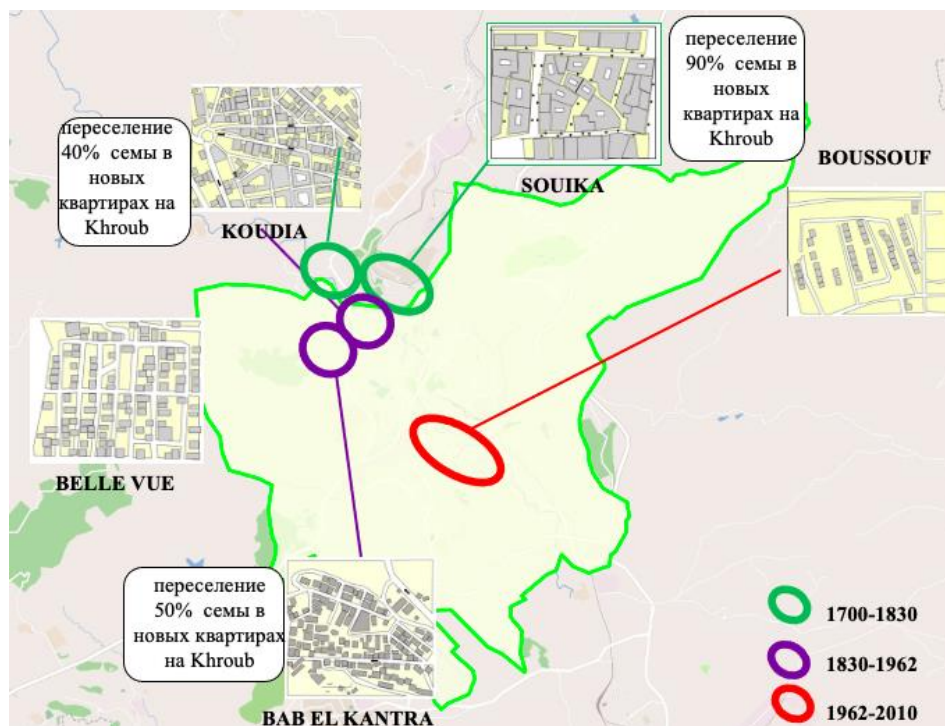 переселение
40% семы в
новых
квартирах на
Khroub
KOUDIA
SOUIKA
переселение
90% семы в
новых
квартирах на
Khroub
BOUSSOUF
BELLE VUE
переселение
50% семы в
новых квартирах
на Khroub
BAB EL KANTRA
1700-1830
1830-1962
1962-2010